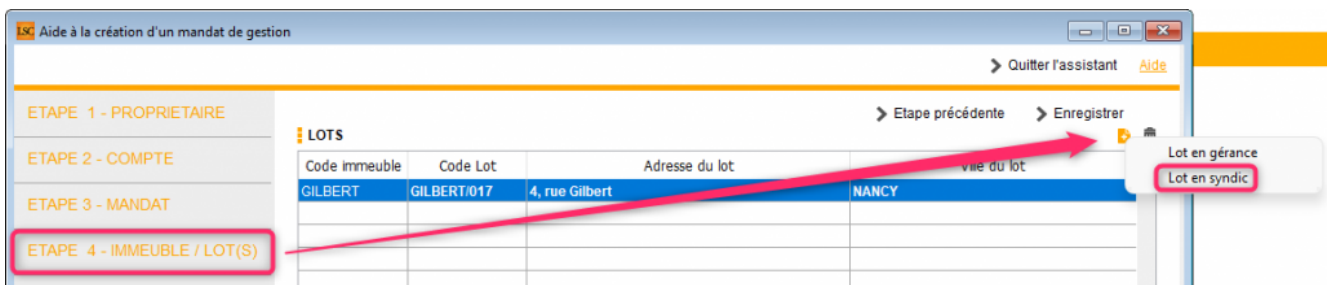 LSC Aide à la création d'un mandat de gestion
Quitter l'assistant Aide
ETAPE 1 - PROPRIETAIRE
ETAPE 2 - COMPTE
ETAPE 3 - MANDAT
ETAPE 4 - IMMEUBLE / LOT(S)
Etape précédente Enregistrer
LOTS
Code immeuble Code Lot Adresse du lot Ville du lot
GILBERT GILBERT/017 4, rue Gilbert NANCY
Lot en gérance
Lot en syndic